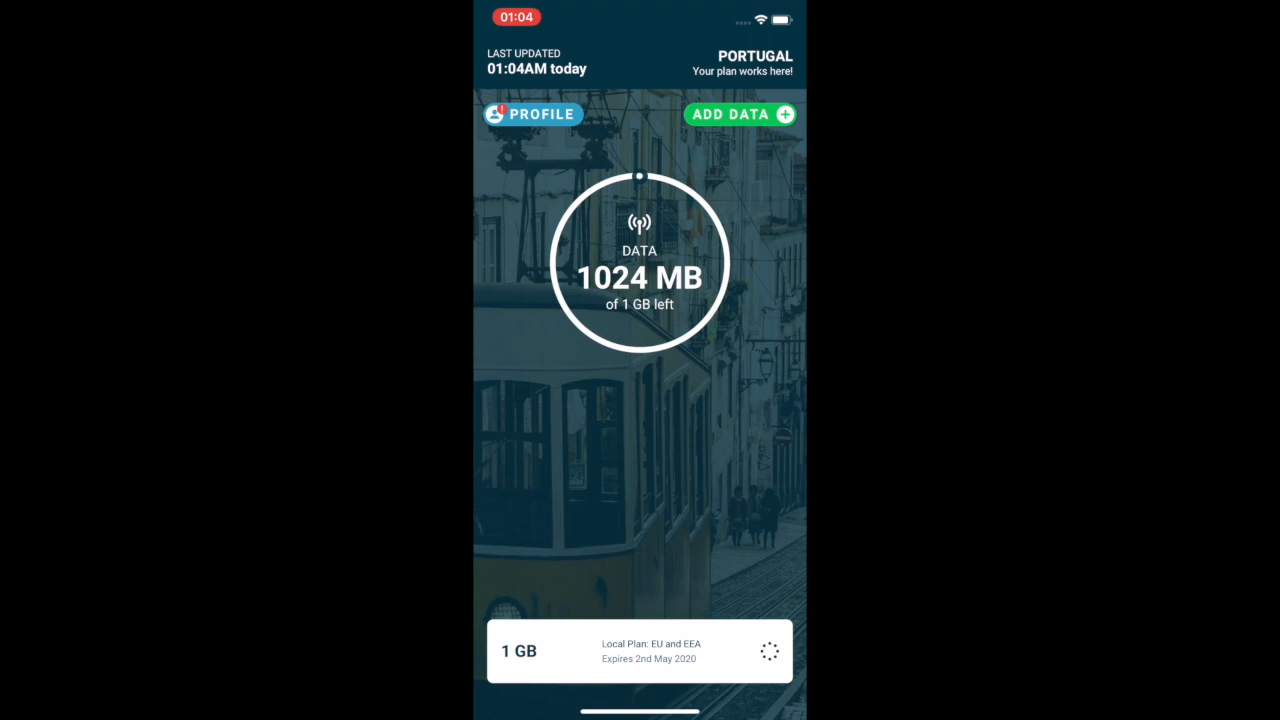 01:04
LAST UPDATED
01:04AM today
PORTUGAL
Your plan works here!
PROFILE
ADD DATA
DATA
1024 MB
of 1 GB left
1 GB
Local Plan: EU and EEA
Expires 2nd May 2020